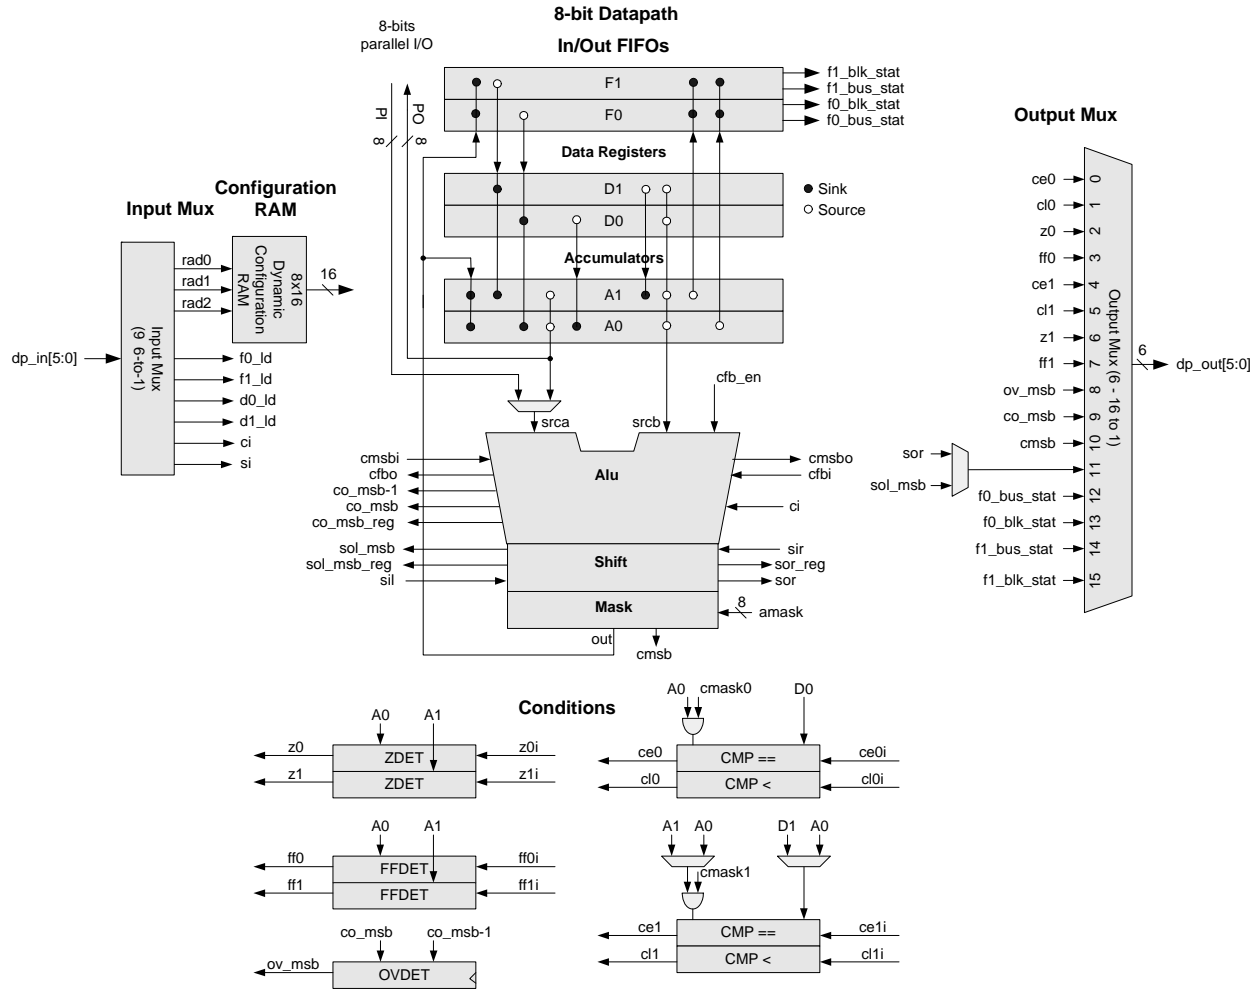 8-bit Datapath
8-bits
parallel I/O
In/Out FIFOs
PI
PO
8
8
F1
F0
f1_blk_stat
f1_bus_stat
f0_blk_stat
f0_bus_stat
Data Registers
D1
D0
Sink
Source
Accumulators
A1
A0
Input Mux
Configuration
RAM
dp_in[5:0]
Input Mux
(9 6-to-1)
rad0
rad1
rad2
8x16
Dynamic
Configuration
RAM
16
f0_ld
f1_ld
d0_ld
d1_ld
ci
si
cfb_en
srca
srcb
Alu
cmsbi
cfbo
co_msb-1
co_msb
co_msb_reg
cmsbo
cfbi
ci
sol_msb
sol_msb_reg
sil
Shift
sir
sor_reg
sor
Mask
8
amask
out
cmsb
Output Mux
ce0
cl0
z0
ff0
ce1
cl1
z1
ff1
ov_msb
co_msb
cmsb
sor
sol_msb
f0_bus_stat
f0_blk_stat
f1_bus_stat
f1_blk_stat
0
1
2
3
4
5
6
7
8
9
10
11
12
13
14
15
Output Mux (6 - 16 to 1)
6
dp_out[5:0]
Conditions
A0
A1
z0
ZDET
z0i
z1
ZDET
z1i
A0
A1
ff0
FFDET
ff0i
ff1
FFDET
ff1i
co_msb
co_msb-1
ov_msb
OVDET
A0
cmask0
D0
ce0
CMP ==
ce0i
cl0
CMP <
cl0i
A1
A0
D1
A0
cmask1
ce1
CMP ==
ce1i
cl1
CMP <
cl1i